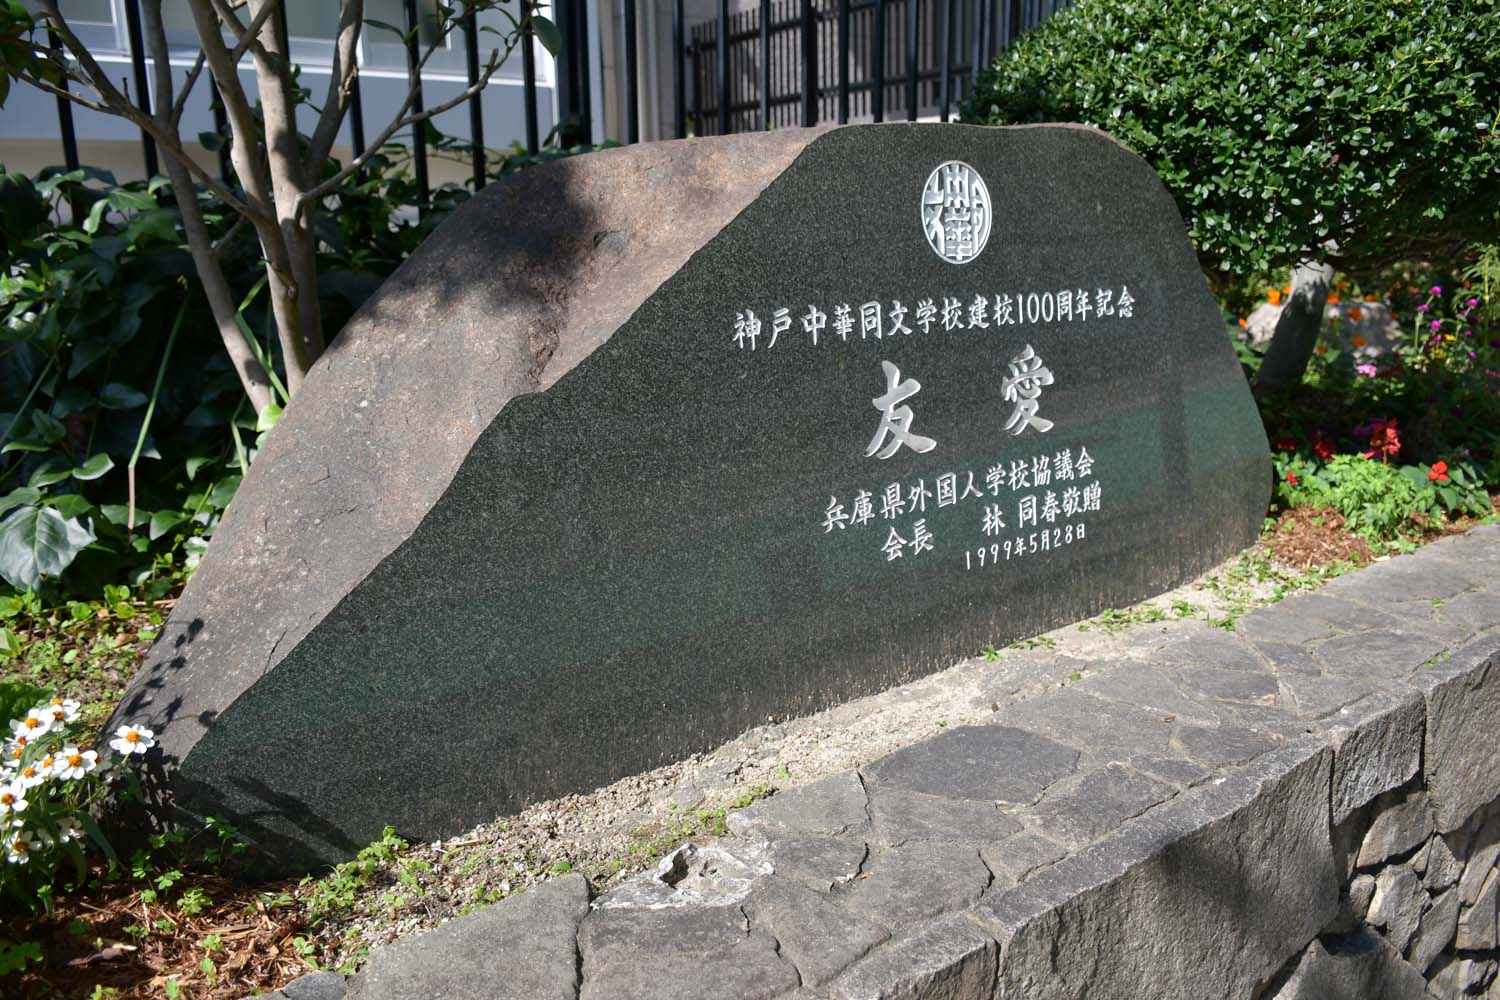 神戸中華同文学校建校100周年記念
友愛
兵庫県外国人学校協議会
会長 林同春敬贈
1999年5月28日